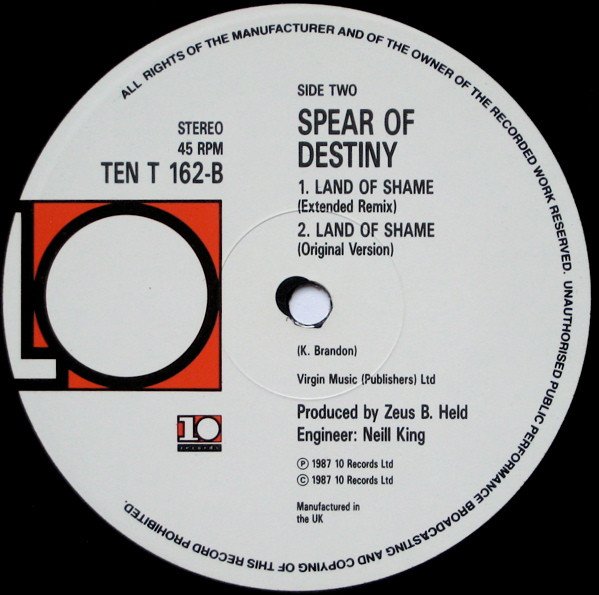 ALL RIGHTS OF THE MANUFACTURER AND OF THE OWNER OF THE RECORDED WORK RESERVED. UNAUTHORISED PUBLIC PERFORMANCE BROADCASTING AND COPYING OF THIS RECORD PROHIBITED.
STEREO
45 RPM
TEN T 162-B
SIDE TWO
SPEAR OF
DESTINY
1. LAND OF SHAME
(Extended Remix)
2. LAND OF SHAME
(Original Version)
10
(K. Brandon)
Virgin Music (Publishers) Ltd
Produced by Zeus B. Held
Engineer: Neill King
℗ 1987 10 Records Ltd
© 1987 10 Records Ltd
Manufactured in
the UK
10
records